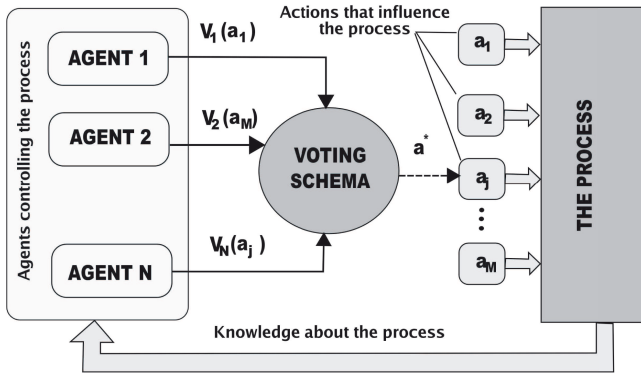 Agents controlling the process
AGENT 1
AGENT 2
AGENT N
V1(a1)
V2(aM)
VN(aj)
VOTING
SCHEMA
a*
Actions that influence
the process
a1
a2
aj
aM
THE PROCESS
Knowledge about the process